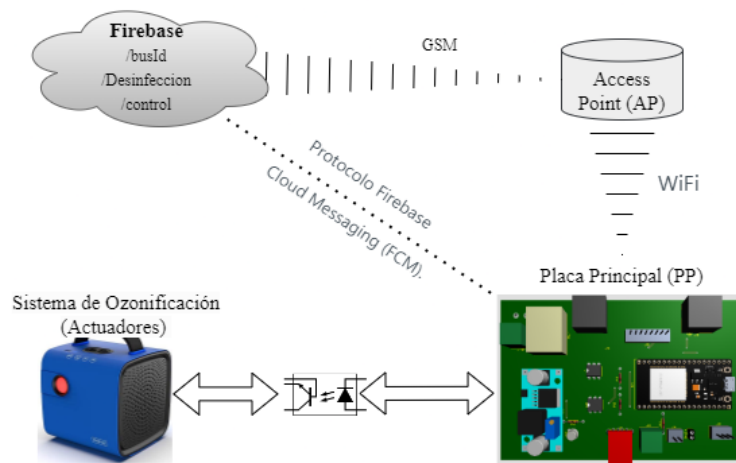 Firebase
/busId
/Desinfeccion
/control
GSM
Access
Point (AP)
Protocolo Firebase
Cloud Messaging (FCM).
WiFi
Placa Principal (PP)
Sistema de Ozonificación
(Actuadores)